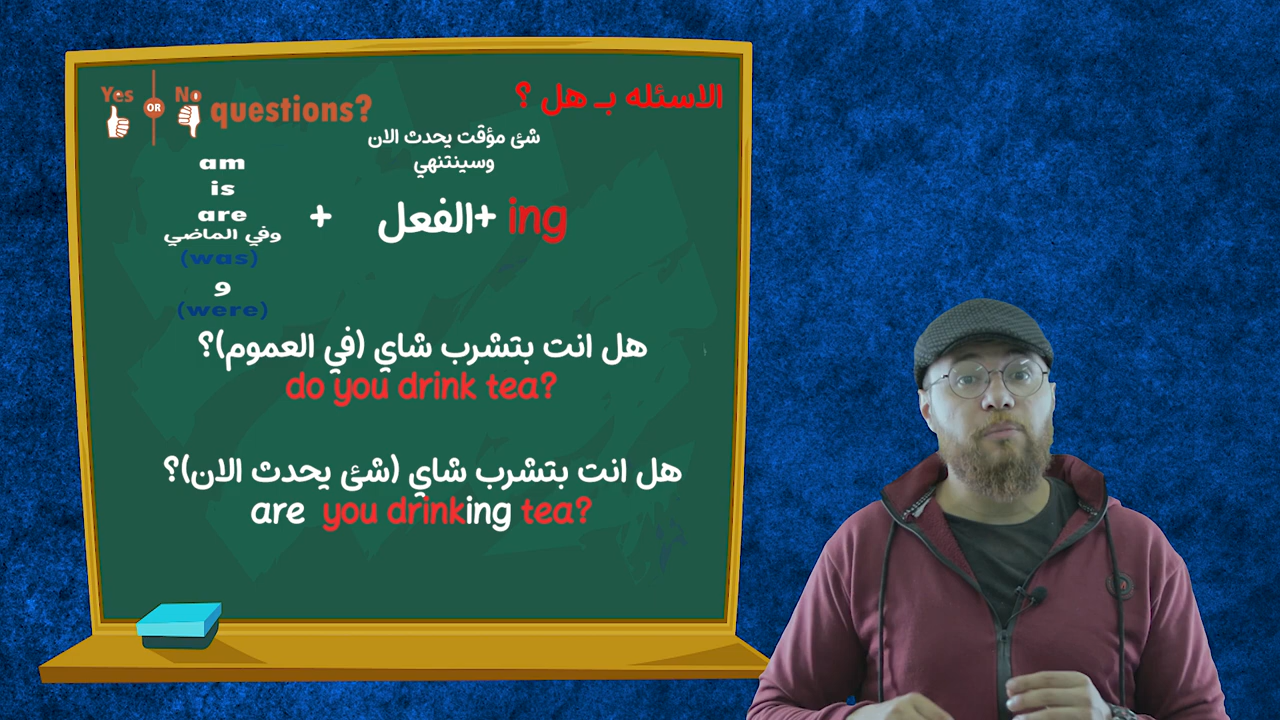 Yes OR No questions?
الاسئله بـ هل ؟
شئ مؤقت يحدث الان
وسينتنهي
am
is
are
وفي الماضي
(was)
و
(were)
+ الفعل+ ing
هل انت بتشرب شاي (في العموم)؟
do you drink tea?
هل انت بتشرب شاي (شئ يحدث الان)؟
are you drinking tea?